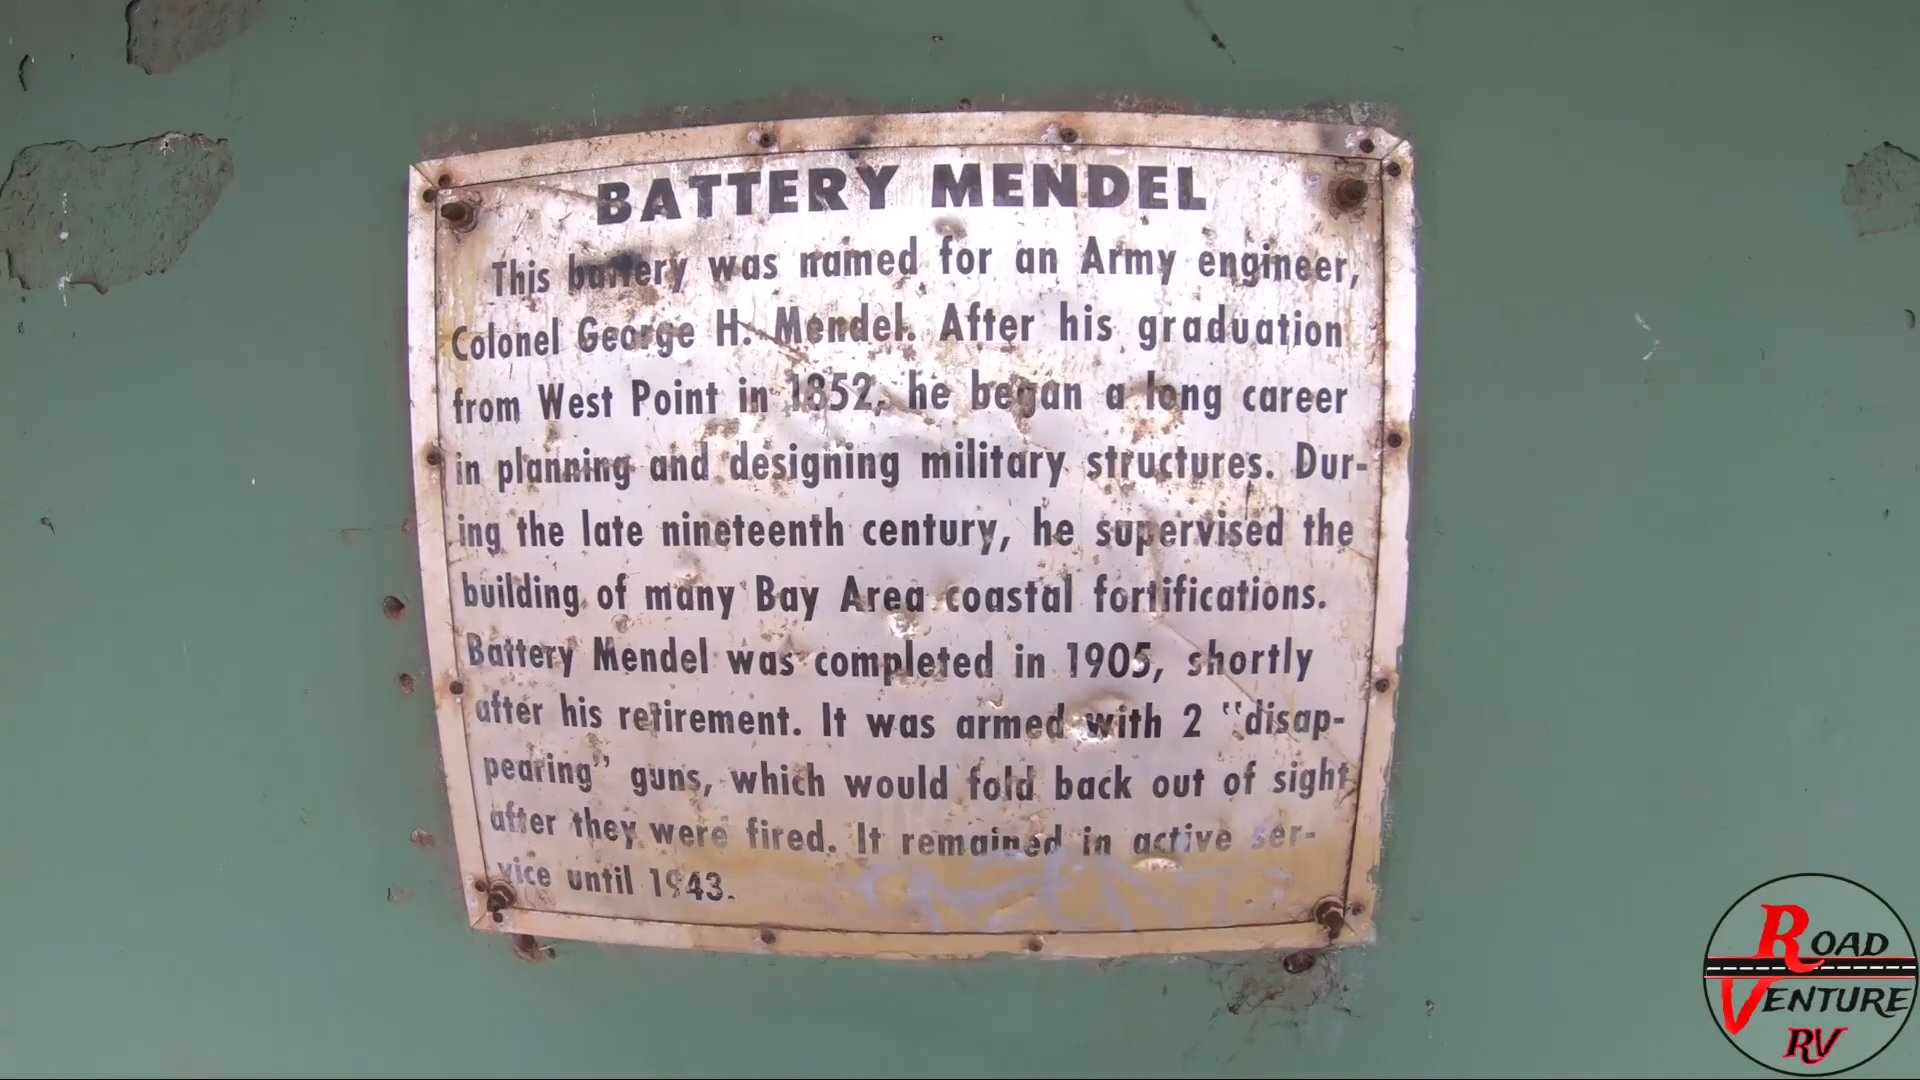 BATTERY MENDEL
This battery was named for an Army engineer,
Colonel George H. Mendel. After his graduation
from West Point in 1852, he began a long career
in planning and designing military structures. Dur-
ing the late nineteenth century, he supervised the
building of many Bay Area coastal fortifications.
Battery Mendel was completed in 1905, shortly
after his retirement. It was armed with 2 "disap-
pearing" guns, which would fold back out of sight
after they were fired. It remained in active ser-
vice until 1943.
ROAD
VENTURE
RV